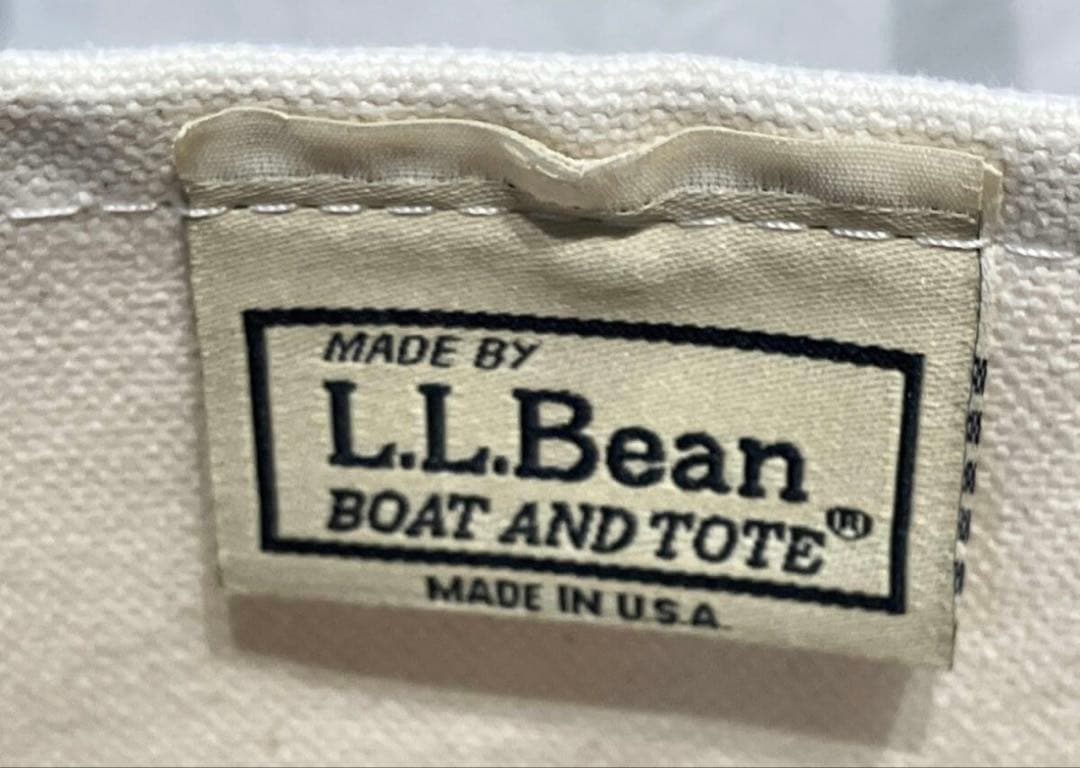 MADE BY
L.L.Bean
BOAT AND TOTE®
MADE IN U.S.A.